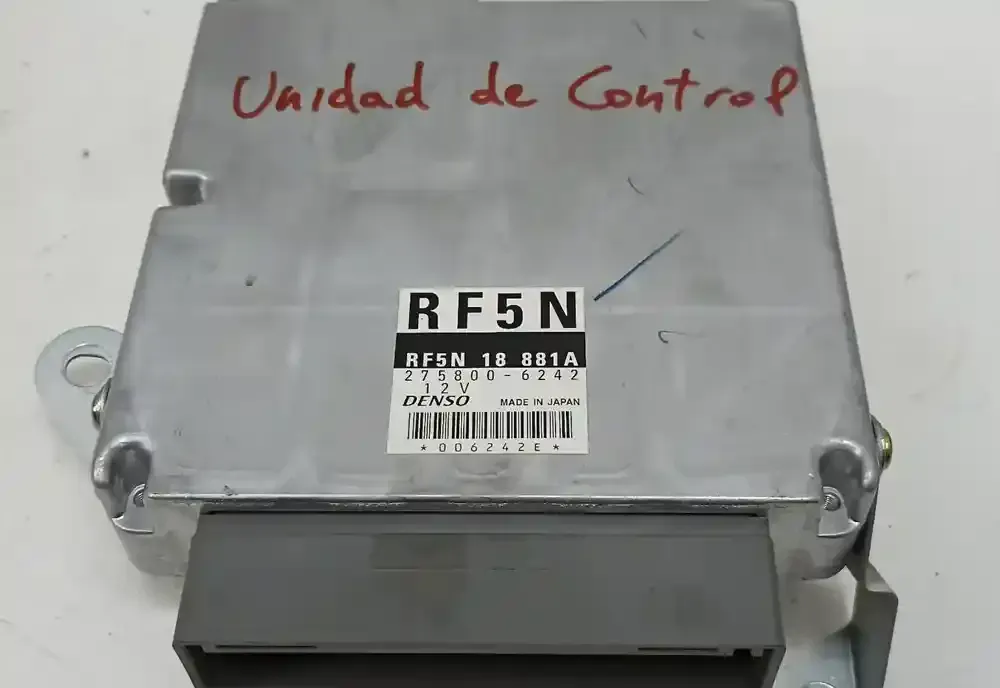 Unidad de Control
RF5N
RF5N 18 881A
275800-6242
12V
DENSO MADE IN JAPAN
*006242E*